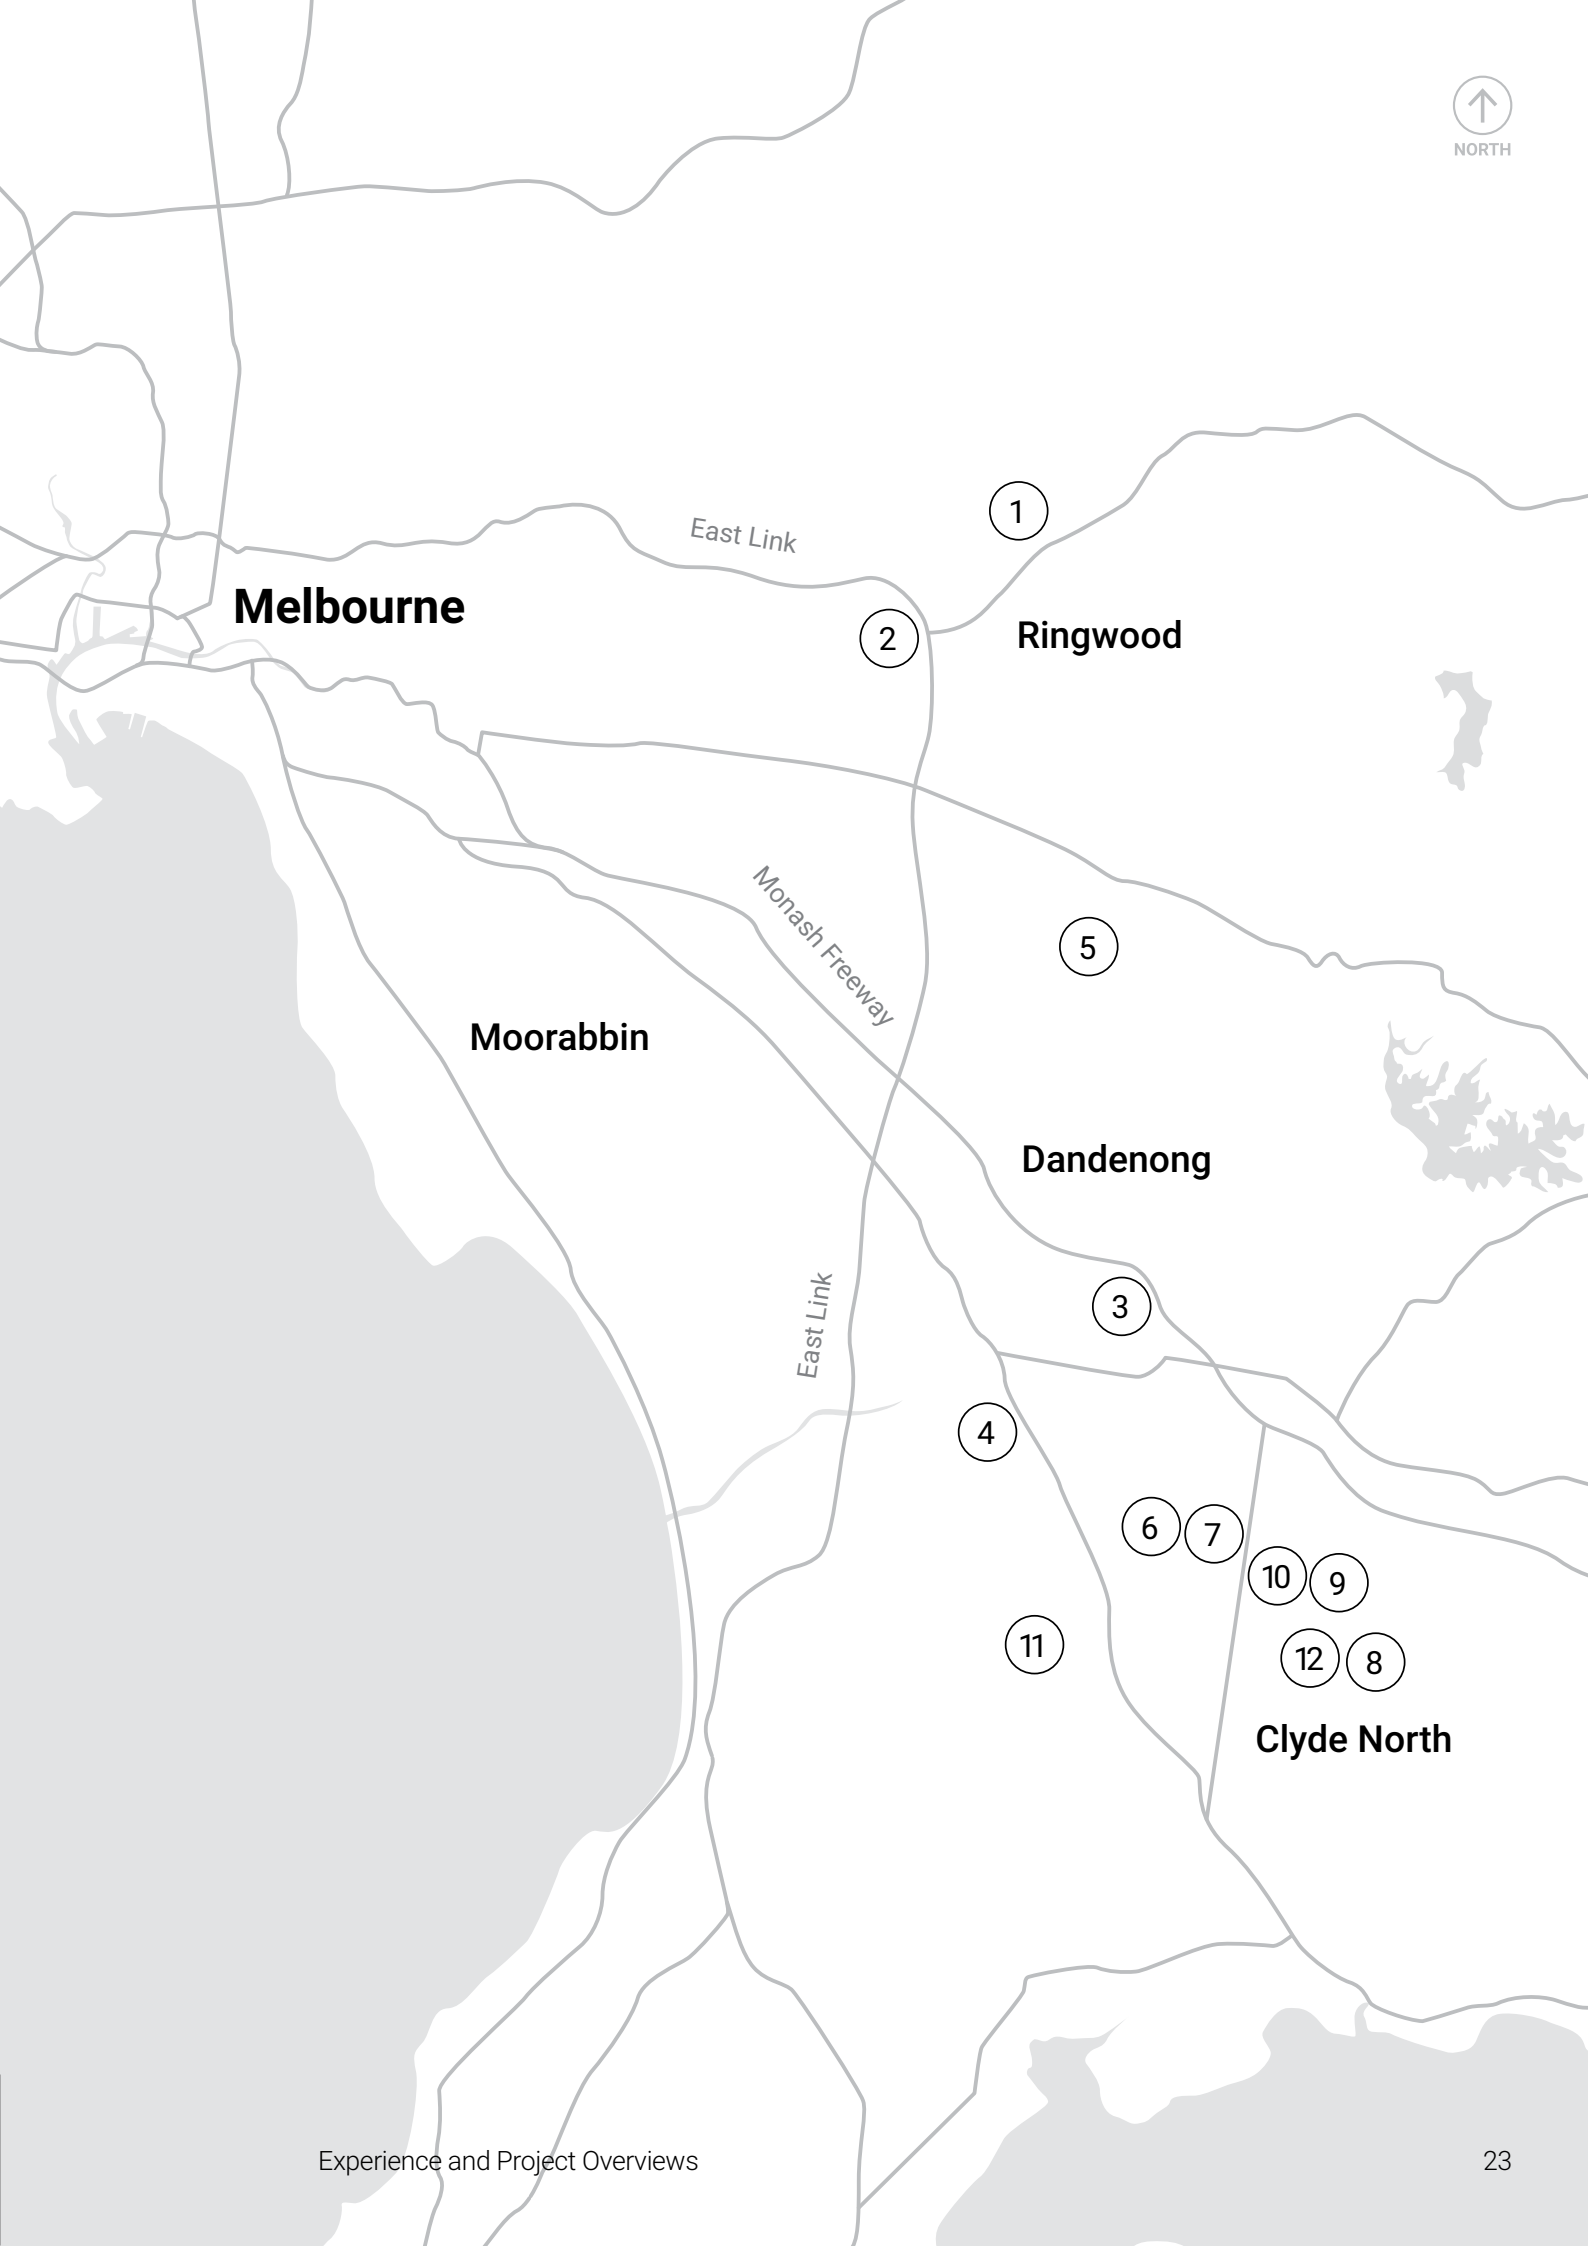 NORTH
1
East Link
Melbourne
2
Ringwood
Monash Freeway
5
Moorabbin
Dandenong
East Link
3
4
6
7
10
9
11
12
8
Clyde North
Experience and Project Overviews
23